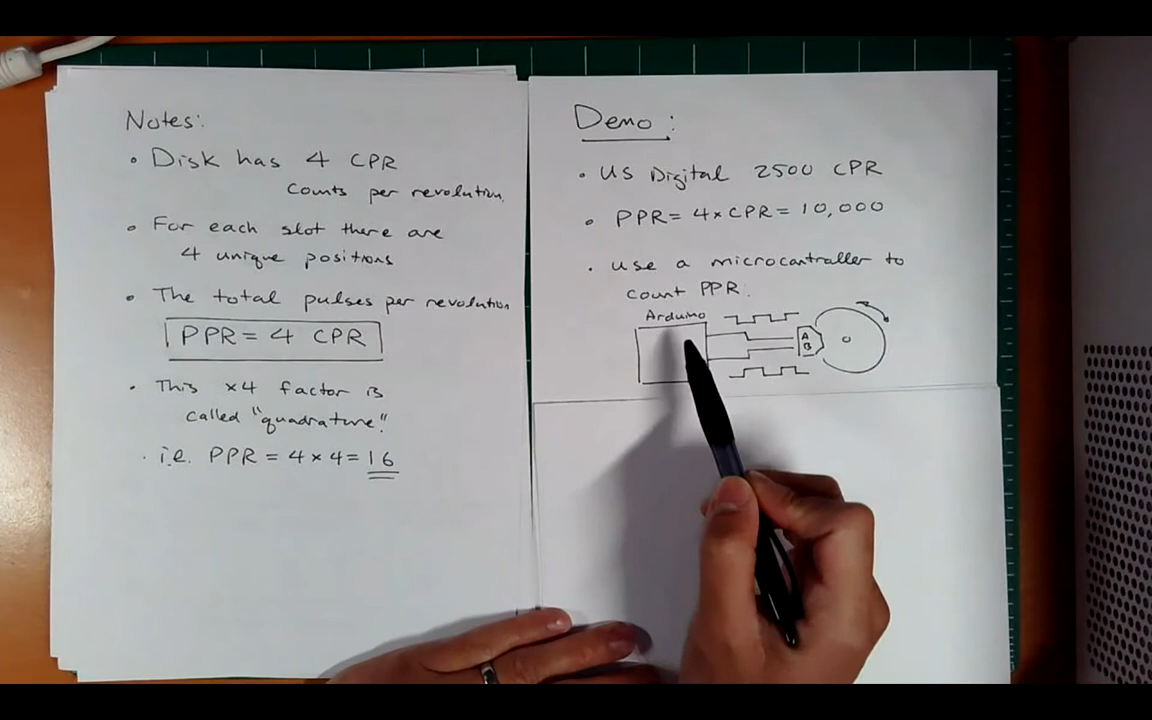 Notes:
• Disk has 4 CPR
Counts per revolution.
• For each slot there are
4 unique positions
• The total pulses per revolution
PPR = 4 CPR
• This x4 factor is
called "quadrature."
• i.e. PPR = 4 × 4 = 16
Demo:
• US Digital 2500 CPR
• PPR = 4 × CPR = 10,000
• use a microcontroller to
count PPR.
Arduino
A
B